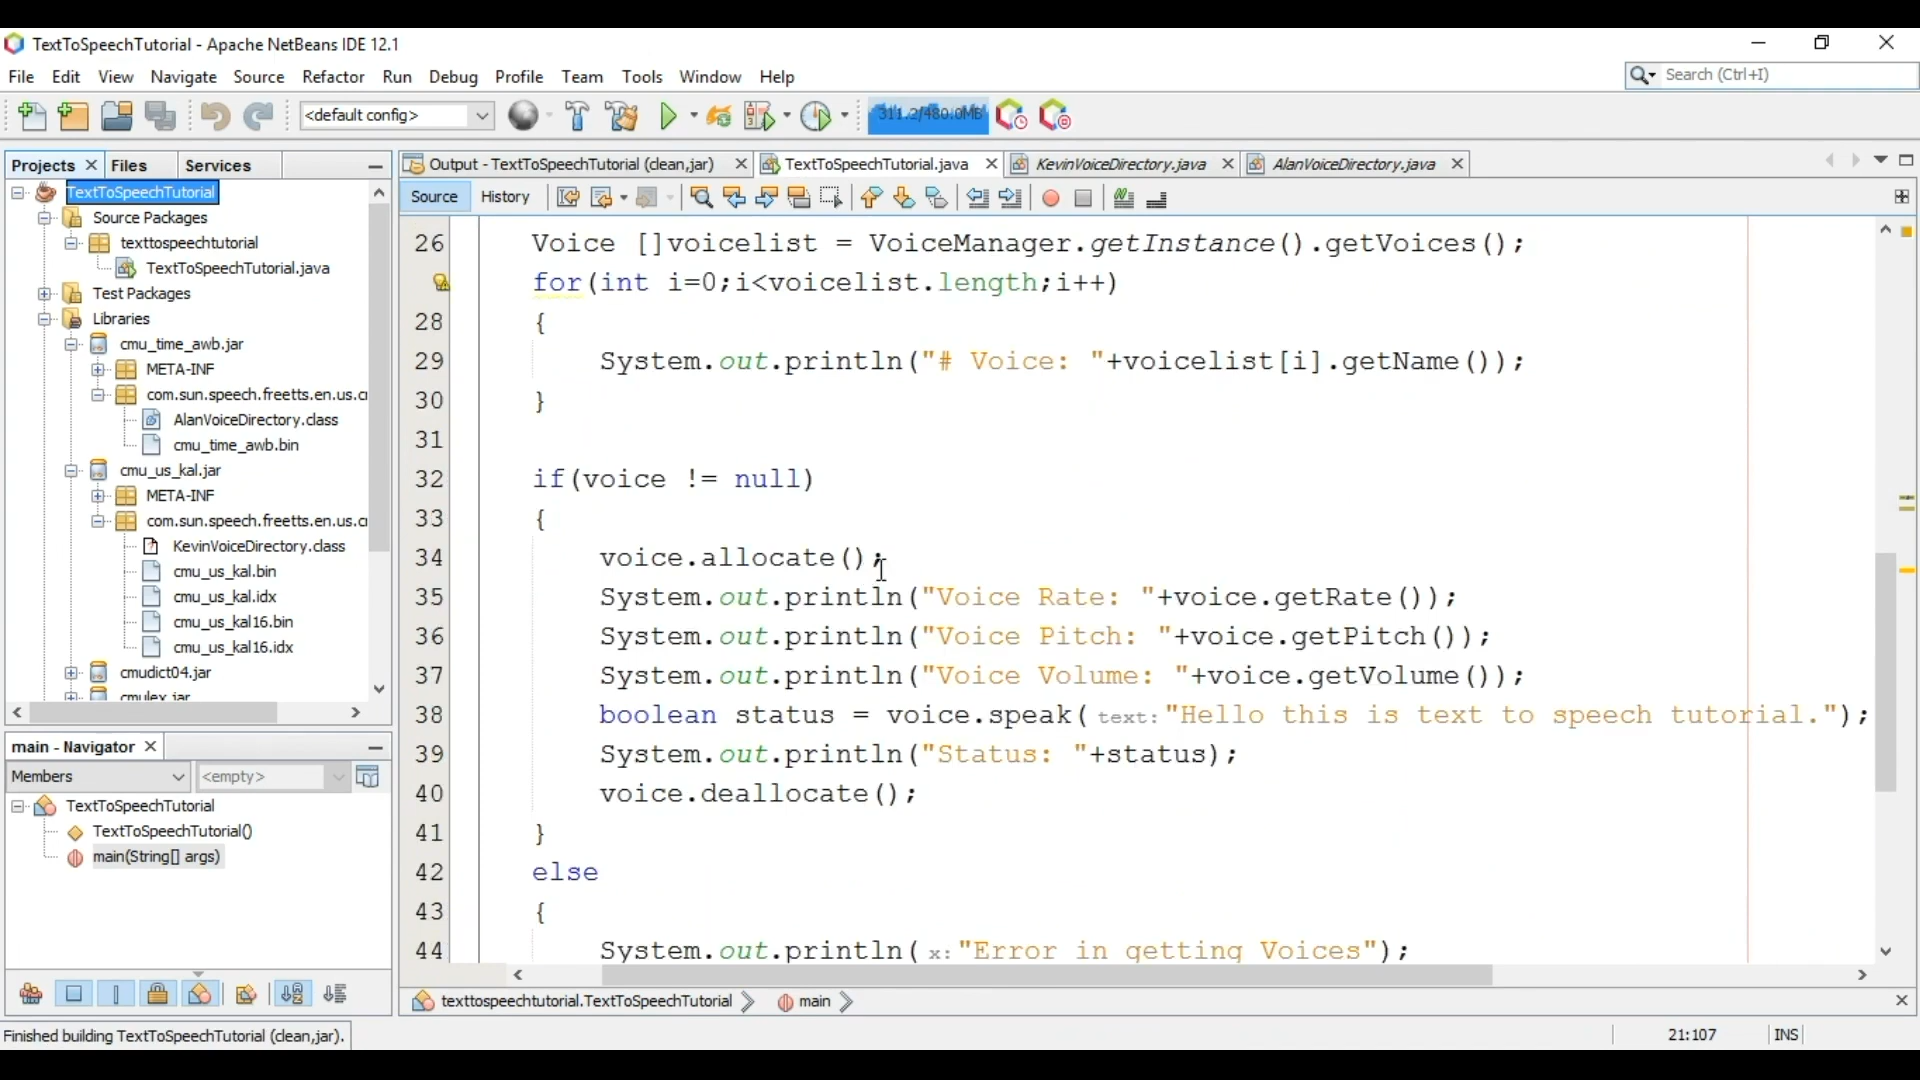 TextToSpeechTutorial - Apache NetBeans IDE 12.1
File Edit View Navigate Source Refactor Run Debug Profile Team Tools Window Help
Search (Ctrl+I)
<default config>
311.2/480.0MB
Projects Files Services
Output - TextToSpeechTutorial (clean,jar) TextToSpeechTutorial.java KevinVoiceDirectory.java AlanVoiceDirectory.java
Source History
TextToSpeechTutorial
Source Packages
texttospeechtutorial
TextToSpeechTutorial.java
Test Packages
Libraries
cmu_time_awb.jar
META-INF
com.sun.speech.freetts.en.us.c
AlanVoiceDirectory.class
cmu_time_awb.bin
cmu_us_kal.jar
META-INF
com.sun.speech.freetts.en.us.c
KevinVoiceDirectory.class
cmu_us_kal.bin
cmu_us_kal.idx
cmu_us_kal16.bin
cmu_us_kal16.idx
cmudict04.jar
cmulex.jar
26 Voice []voicelist = VoiceManager.getInstance().getVoices();
for(int i=0;i<voicelist.length;i++)
28 {
29 System.out.println("# Voice: "+voicelist[i].getName());
30 }
31
32 if(voice != null)
33 {
34 voice.allocate();
35 System.out.println("Voice Rate: "+voice.getRate());
36 System.out.println("Voice Pitch: "+voice.getPitch());
37 System.out.println("Voice Volume: "+voice.getVolume());
38 boolean status = voice.speak( text: "Hello this is text to speech tutorial.");
39 System.out.println("Status: "+status);
40 voice.deallocate();
41 }
42 else
43 {
44 System.out.println( x: "Error in getting Voices");
main - Navigator
Members <empty>
TextToSpeechTutorial
TextToSpeechTutorial()
main(String[] args)
texttospeechtutorial.TextToSpeechTutorial main
Finished building TextToSpeechTutorial (clean,jar).
21:107 INS